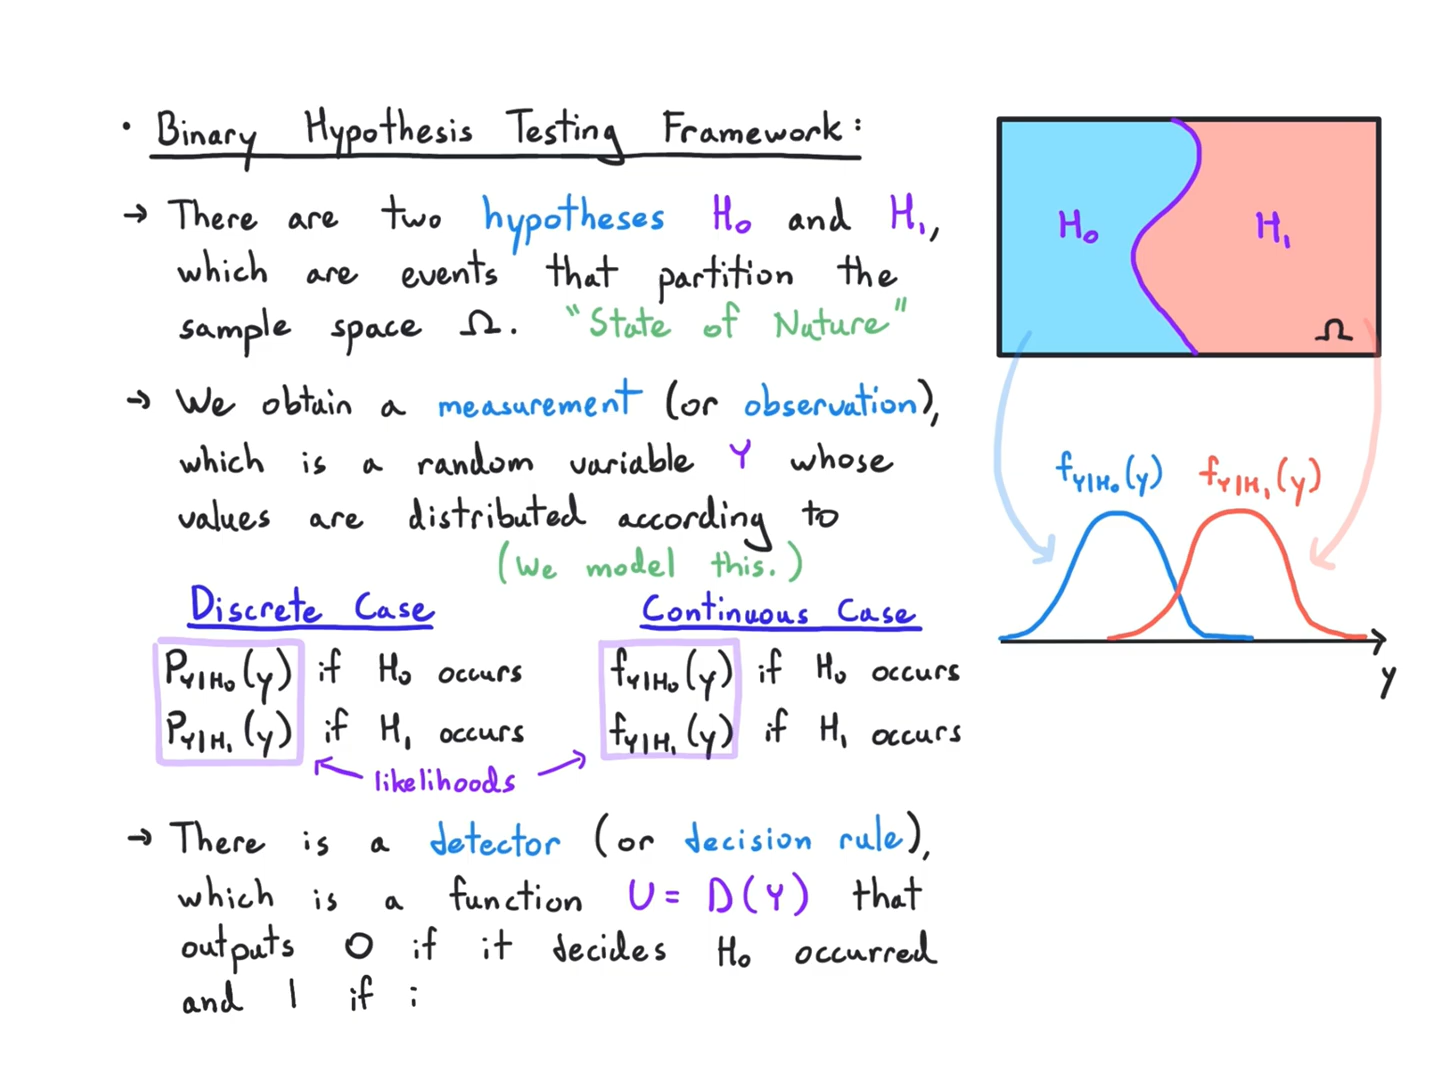 • Binary Hypothesis Testing Framework:
→ There are two hypotheses H₀ and H₁,
which are events that partition the
sample space Ω. "State of Nature"
→ We obtain a measurement (or observation),
which is a random variable Y whose
values are distributed according to
(We model this.)
Discrete Case
P_{Y|H₀}(y) if H₀ occurs
P_{Y|H₁}(y) if H₁ occurs
Continuous Case
f_{Y|H₀}(y) if H₀ occurs
f_{Y|H₁}(y) if H₁ occurs
likelihoods
→ There is a detector (or decision rule),
which is a function U = D(Y) that
outputs 0 if it decides H₀ occurred
and 1 if i
H₀
H₁
Ω
f_{Y|H₀}(y)
f_{Y|H₁}(y)
y